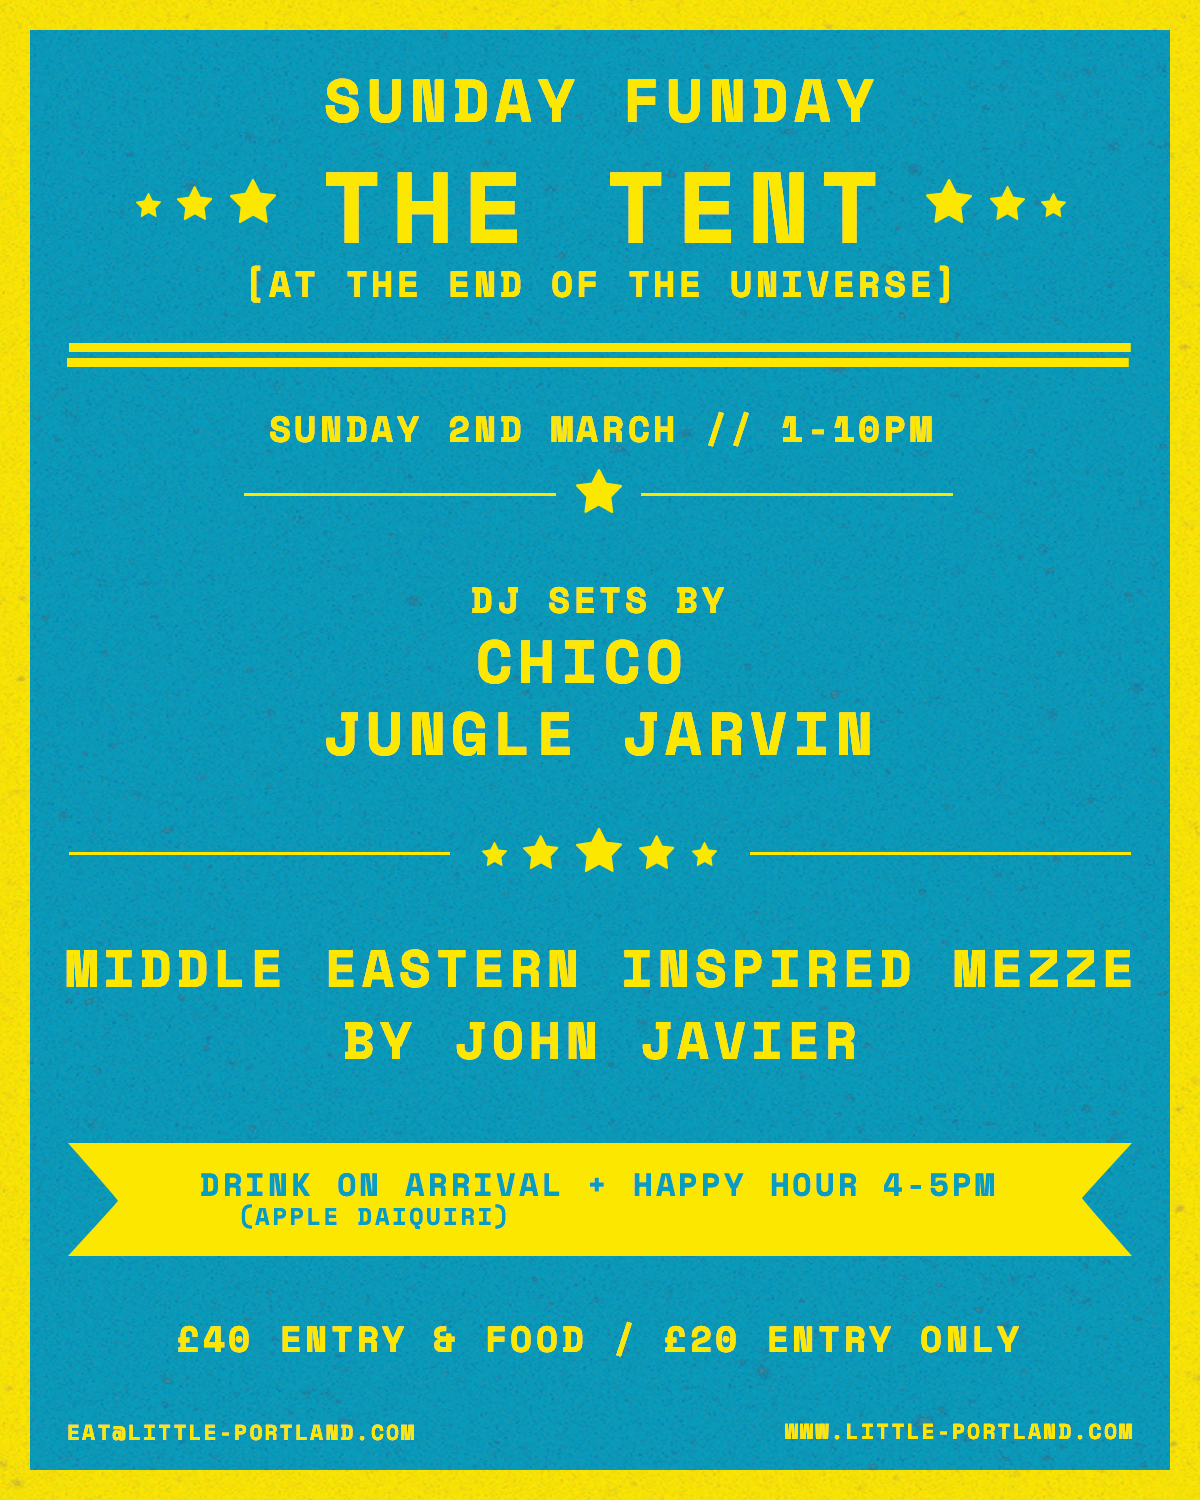 SUNDAY FUNDAY
THE TENT
[AT THE END OF THE UNIVERSE]
SUNDAY 2ND MARCH // 1-10PM
DJ SETS BY
CHICO
JUNGLE JARVIN
MIDDLE EASTERN INSPIRED MEZZE
BY JOHN JAVIER
DRINK ON ARRIVAL + HAPPY HOUR 4-5PM
(APPLE DAIQUIRI)
£40 ENTRY & FOOD / £20 ENTRY ONLY
EAT@LITTLE-PORTLAND.COM
WWW.LITTLE-PORTLAND.COM